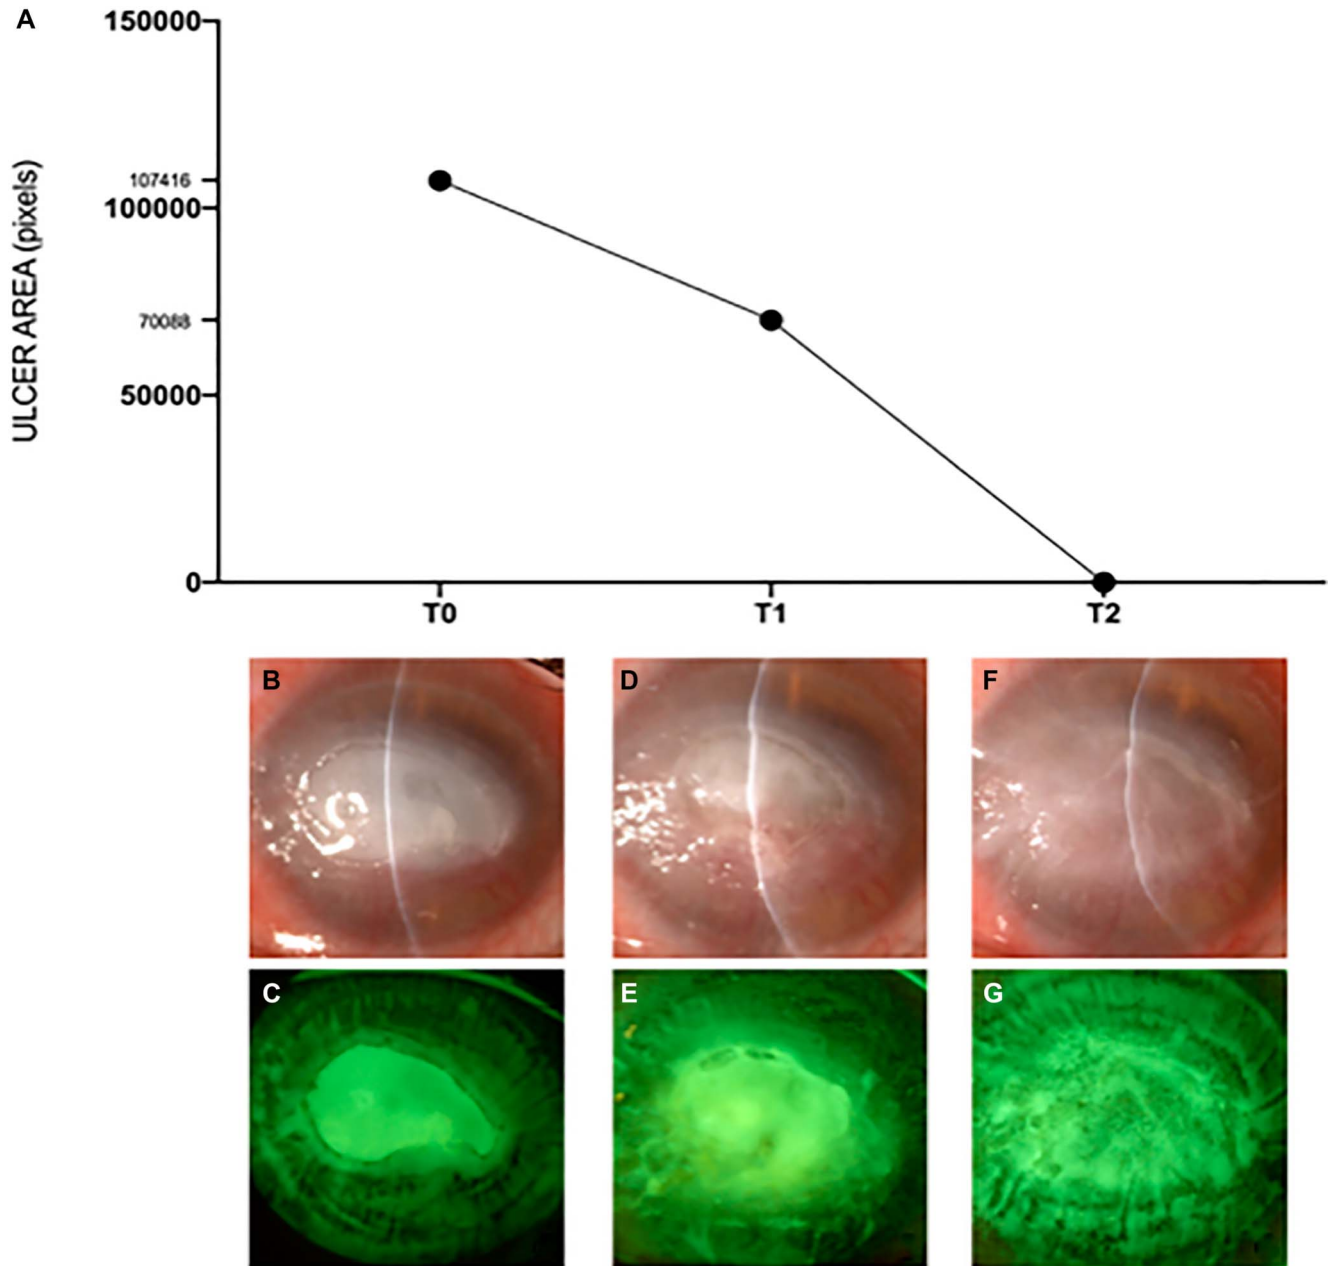 A
150000
107416
100000
70088
50000
0
ULCER AREA (pixels)
T0 T1 T2
B D F
C E G